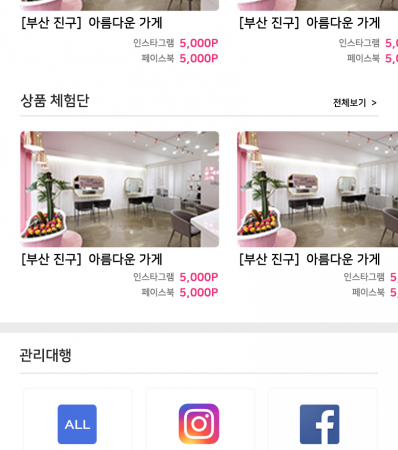 [부산 진구] 아름다운 가게 [부산 진구] 아름다운 가게
인스타그램 5,000P 인스타그램 5,0
페이스북 5,000P 페이스북 5,0
상품 체험단 전체보기 >
[부산 진구] 아름다운 가게 [부산 진구] 아름다운 가게
인스타그램 5,000P 인스타그램 5
페이스북 5,000P 페이스북 5,
관리대행
ALL